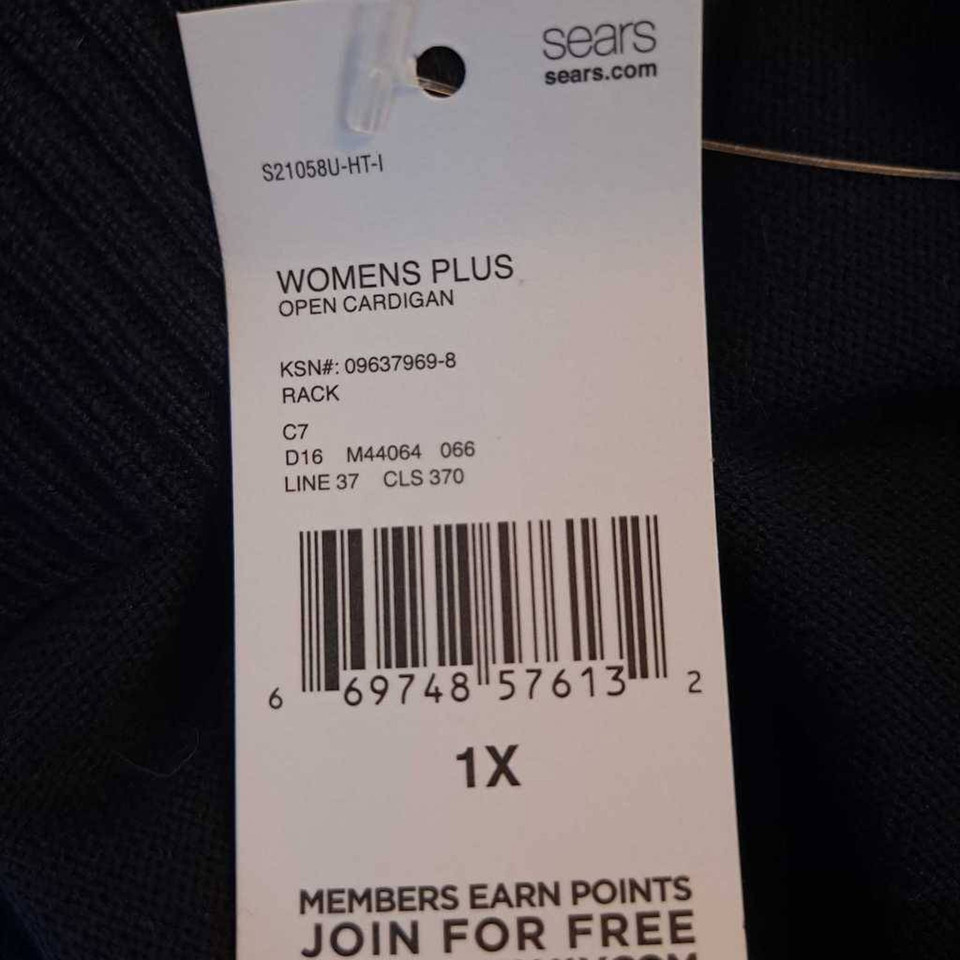 sears
sears.com
S21058U-HT-I
WOMENS PLUS
OPEN CARDIGAN
KSN#: 09637969-8
RACK
C7
D16 M44064 066
LINE 37 CLS 370
6 69748 57613 2
1X
MEMBERS EARN POINTS
JOIN FOR FREE